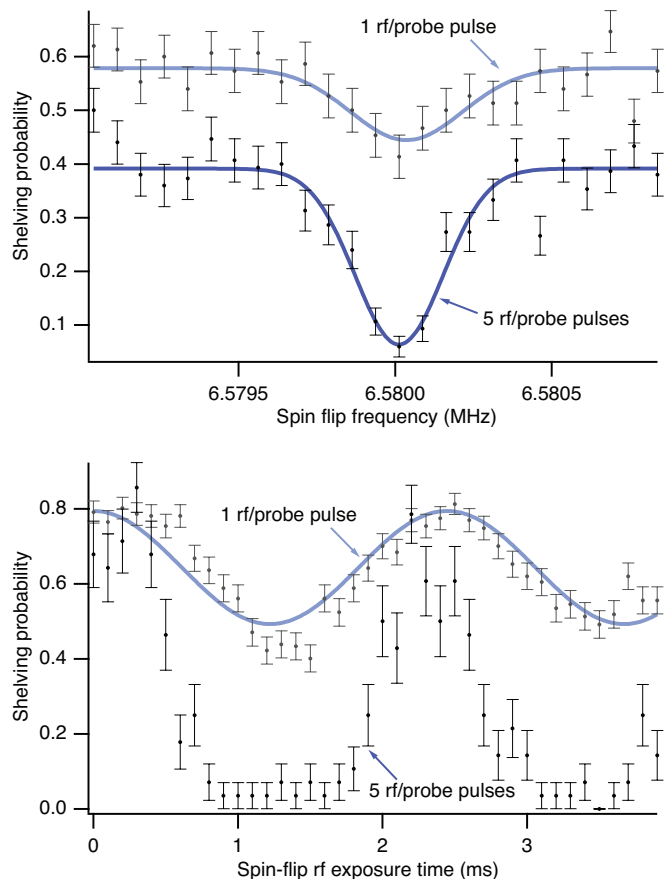 0.6
0.5
0.4
0.3
0.2
0.1
Shelving probability
1 rf/probe pulse
5 rf/probe pulses
6.5795
6.5800
6.5805
Spin flip frequency (MHz)
0.8
0.6
0.4
0.2
0.0
Shelving probability
1 rf/probe pulse
5 rf/probe pulses
0
1
2
3
Spin-flip rf exposure time (ms)